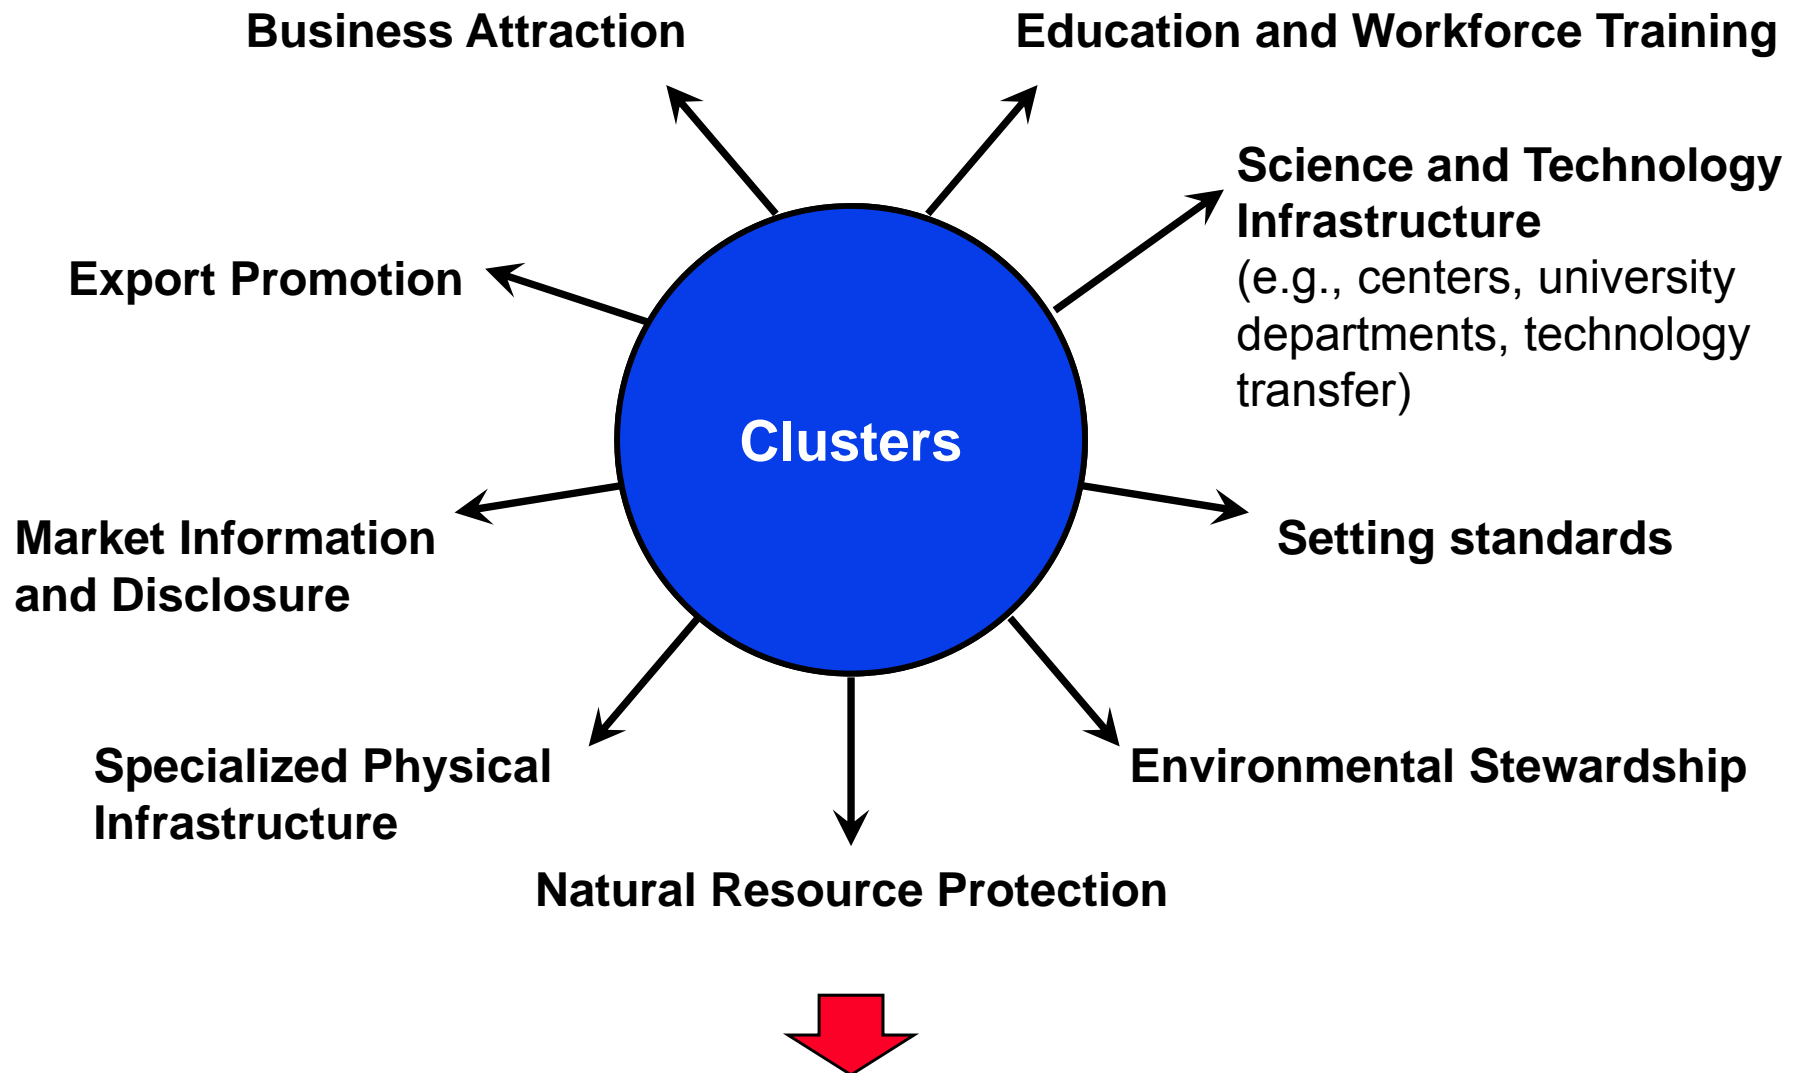 Business Attraction
Education and Workforce Training
Science and Technology
Infrastructure
(e.g., centers, university
departments, technology
transfer)
Export Promotion
Clusters
Market Information
and Disclosure
Setting standards
Specialized Physical
Infrastructure
Environmental Stewardship
Natural Resource Protection